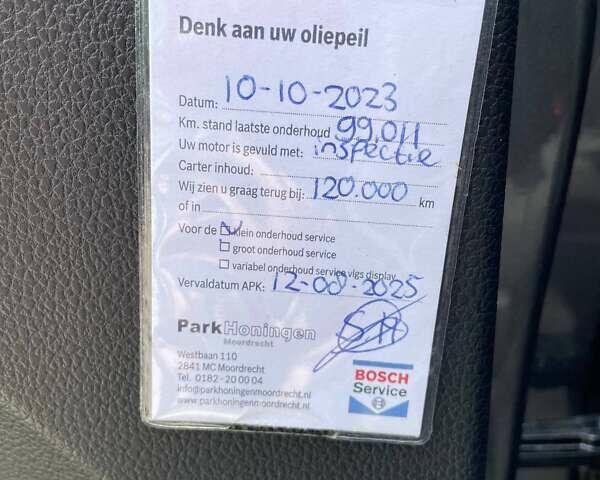 Denk aan uw oliepeil
Datum: 10-10-2023
Km. stand laatste onderhoud 99.011
Uw motor is gevuld met: inspectie
Carter inhoud:
Wij zien u graag terug bij: 120.000 km
of in
Voor de klein onderhoud service
groot onderhoud service
variabel onderhoud service vlgs display
Vervaldatum APK: 12-08-2025
ParkHoningen
Moordrecht
Westbaan 110
2841 MC Moordrecht
Tel. 0182-20 00 04
info@parkhoningenmoordrecht.nl
www.parkhoningenmoordrecht.nl
BOSCH
Service